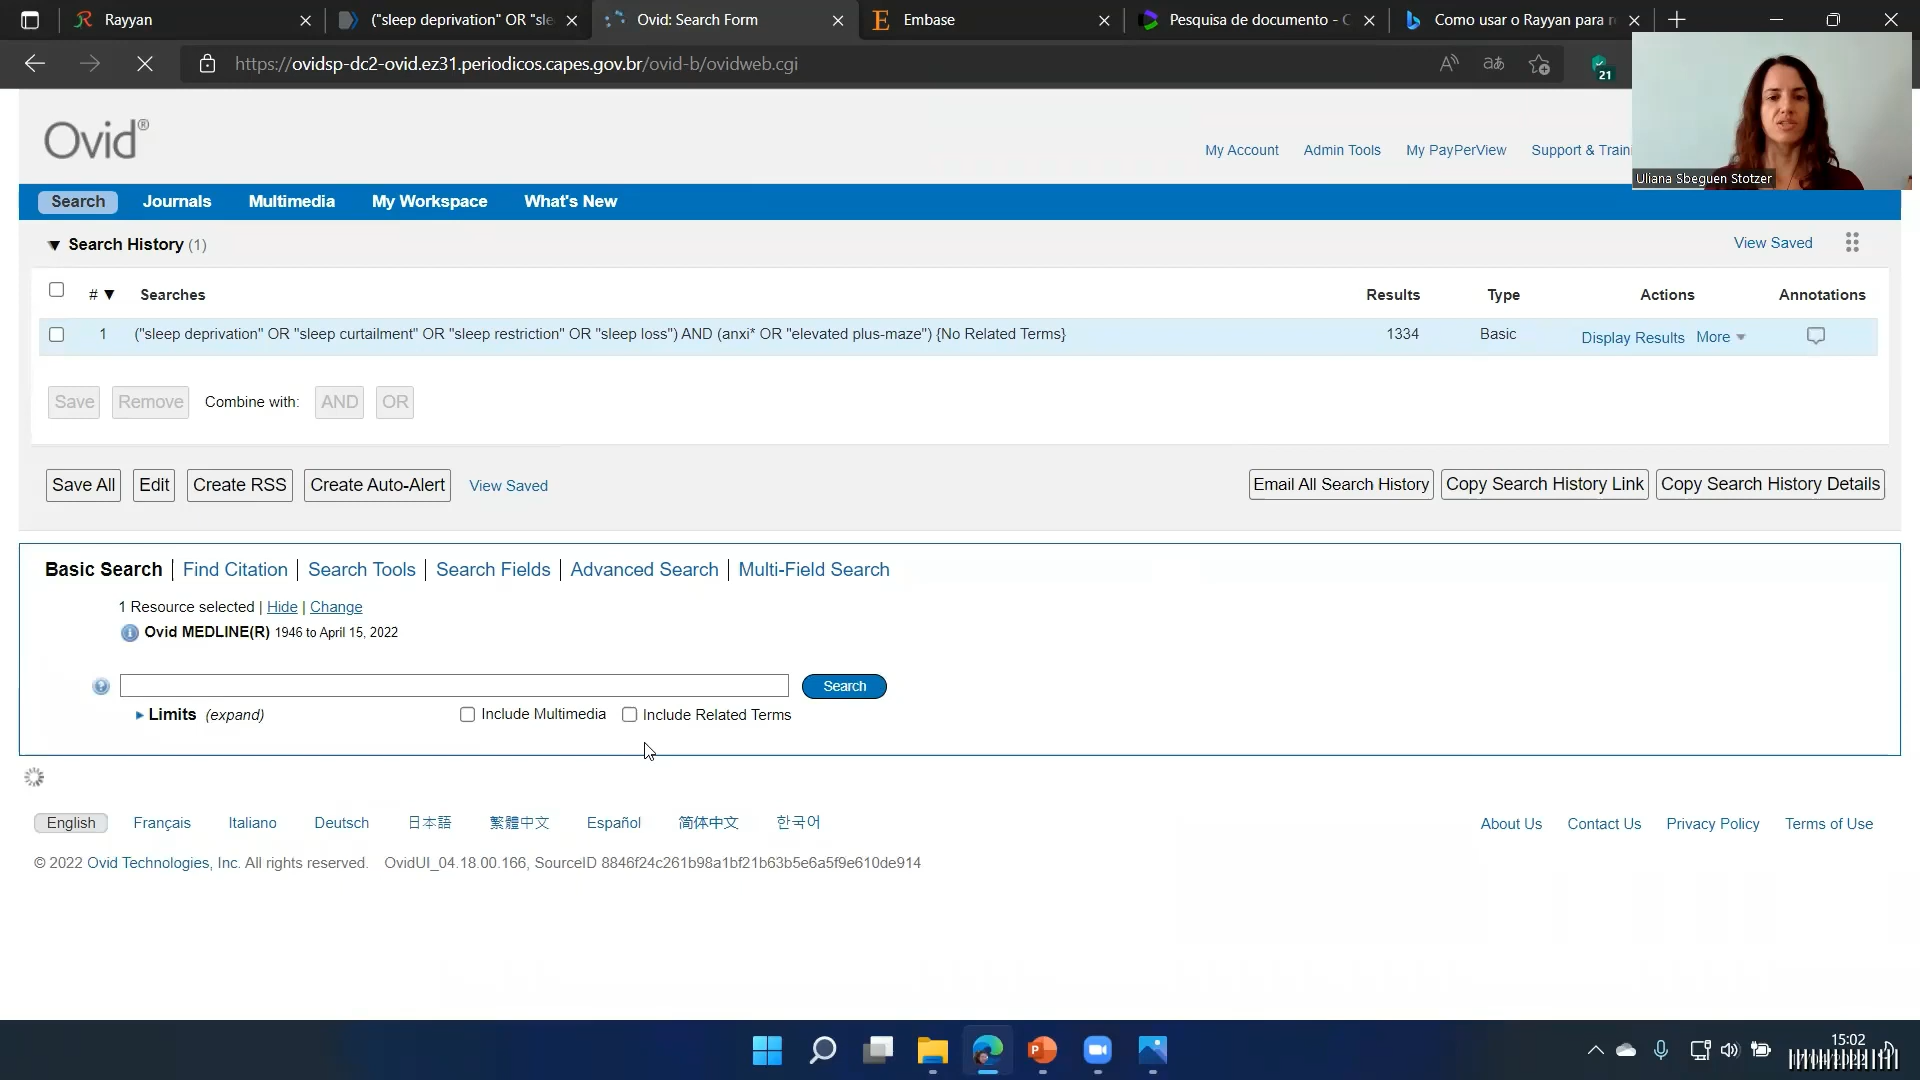 Rayyan
("sleep deprivation" OR "sle
Ovid: Search Form
Embase
Pesquisa de documento - C
Como usar o Rayyan para r
https://ovidsp-dc2-ovid.ez31.periodicos.capes.gov.br/ovid-b/ovidweb.cgi
21
Ovid®
My Account Admin Tools My PayPerView Support & Traini
Uliana Sbeguen Stotzer
Search Journals Multimedia My Workspace What's New
Search History (1)
View Saved
# Searches Results Type Actions Annotations
1 ("sleep deprivation" OR "sleep curtailment" OR "sleep restriction" OR "sleep loss") AND (anxi* OR "elevated plus-maze") {No Related Terms} 1334 Basic Display Results More
Save Remove Combine with: AND OR
Save All Edit Create RSS Create Auto-Alert View Saved Email All Search History Copy Search History Link Copy Search History Details
Basic Search | Find Citation | Search Tools | Search Fields | Advanced Search | Multi-Field Search
1 Resource selected | Hide | Change
Ovid MEDLINE(R) 1946 to April 15, 2022
Search
Limits (expand) Include Multimedia Include Related Terms
English Français Italiano Deutsch 日本語 繁體中文 Español 简体中文 한국어 About Us Contact Us Privacy Policy Terms of Use
© 2022 Ovid Technologies, Inc. All rights reserved. OvidUI_04.18.00.166, SourceID 8846f24c261b98a1bf21b63b5e6a5f9e610de914
15:02